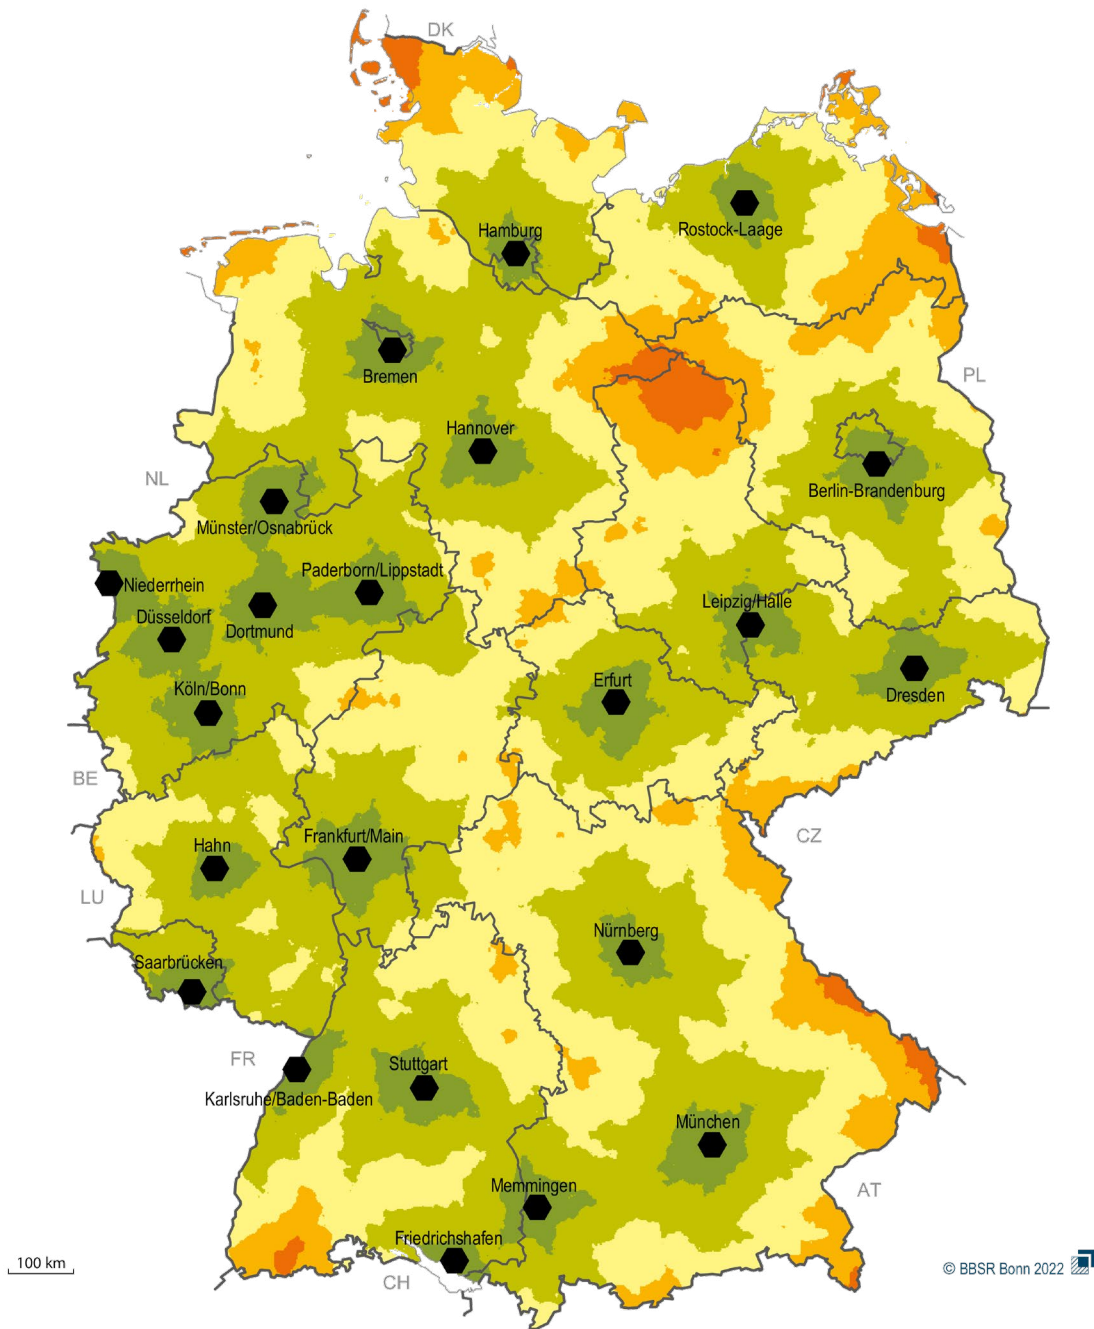 DK
Hamburg
Rostock-Laage
Bremen
PL
Hannover
NL
Berlin-Brandenburg
Münster/Osnabrück
Niederrhein
Paderborn/Lippstadt
Düsseldorf
Dortmund
Leipzig/Halle
Köln/Bonn
Erfurt
Dresden
BE
CZ
Hahn
Frankfurt/Main
LU
Nürnberg
Saarbrücken
FR
Stuttgart
Karlsruhe/Baden-Baden
München
Memmingen
AT
Friedrichshafen
CH
100 km
© BBSR Bonn 2022